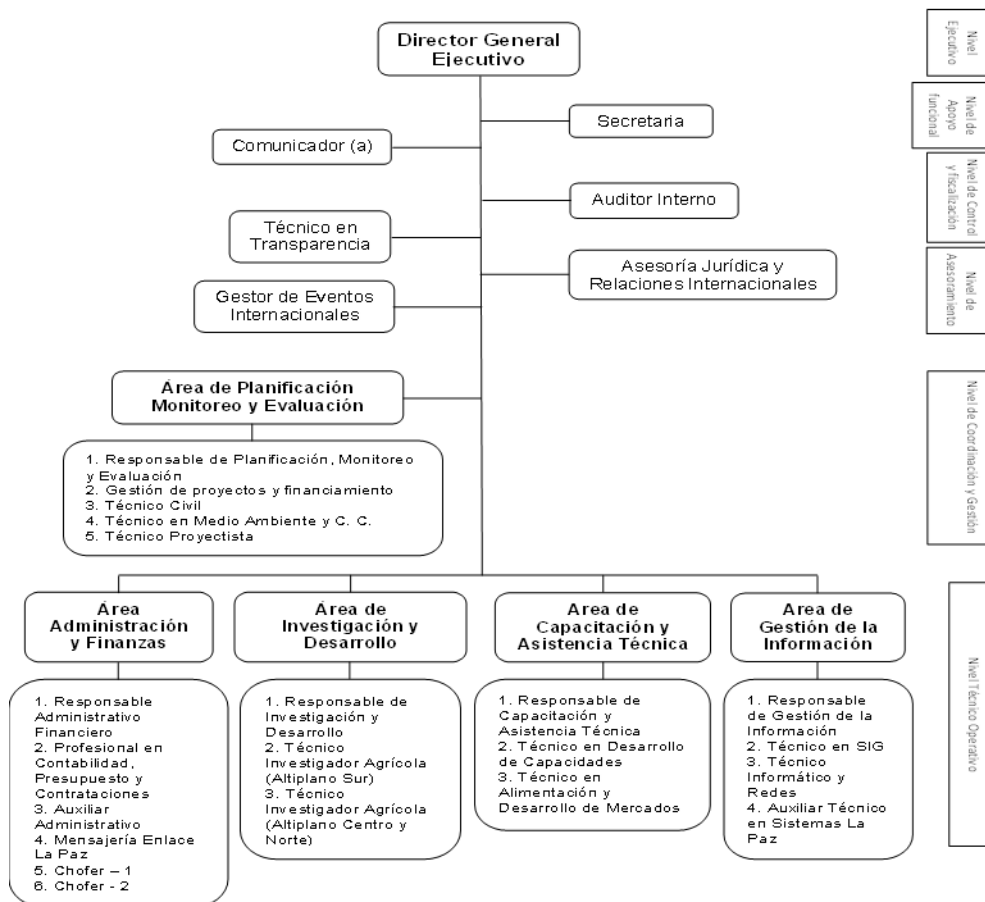 Director General
Ejecutivo
Secretaria
Comunicador (a)
Auditor Interno
Técnico en
Transparencia
Asesoría Jurídica y
Relaciones Internacionales
Gestor de Eventos
Internacionales
Área de Planificación
Monitoreo y Evaluación
1. Responsable de Planificación, Monitoreo
y Evaluación
2. Gestión de proyectos y financiamiento
3. Técnico Civil
4. Técnico en Medio Ambiente y C. C.
5. Técnico Proyectista
Área
Administración
y Finanzas
1. Responsable
Administrativo
Financiero
2. Profesional en
Contabilidad,
Presupuesto y
Contrataciones
3. Auxiliar
Administrativo
4. Mensajería Enlace
La Paz
5. Chofer – 1
6. Chofer - 2
Área de
Investigación y
Desarrollo
1. Responsable de
Investigación y
Desarrollo
2. Técnico
Investigador Agrícola
(Altiplano Sur)
3. Técnico
Investigador Agrícola
(Altiplano Centro y
Norte)
Area de
Capacitación y
Asistencia Técnica
1. Responsable de
Capacitación y
Asistencia Técnica
2. Técnico en Desarrollo
de Capacidades
3. Técnico en
Alimentación y
Desarrollo de Mercados
Area de
Gestión de la
Información
1. Responsable
de Gestión de la
Información
2. Técnico en SIG
3. Técnico
Informático y
Redes
4. Auxiliar Técnico
en Sistemas La
Paz
Nivel
Ejecutivo
Nivel de
Apoyo
funcional
Nivel de Control
y fiscalización
Nivel de
Asesoramiento
Nivel de Coordinación y Gestión
Nivel Técnico Operativo